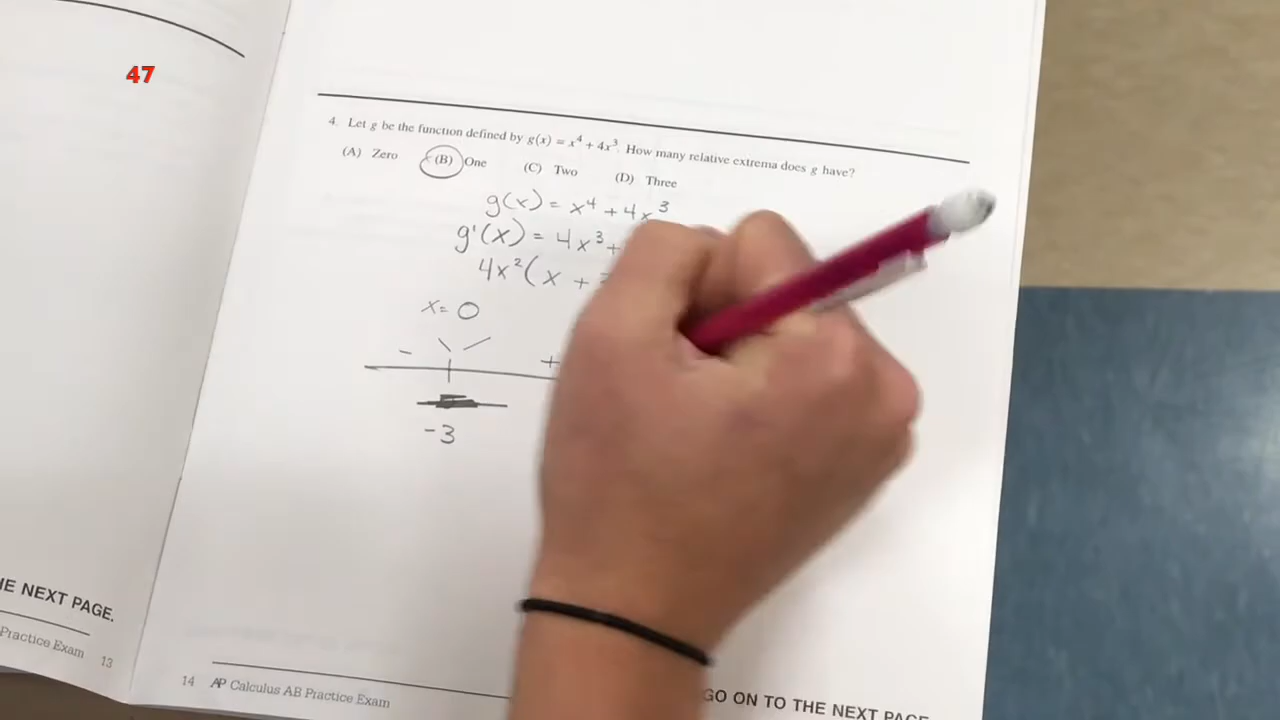 47
4. Let g be the function defined by g(x) = x⁴ + 4x³. How many relative extrema does g have?
(A) Zero (B) One (C) Two (D) Three
g(x) = x⁴ + 4x³
g'(x) = 4x³ +
4x²(x +
x = 0
- +
-3
HE NEXT PAGE.
Practice Exam 13
14 AP Calculus AB Practice Exam
GO ON TO THE NEXT PAGE